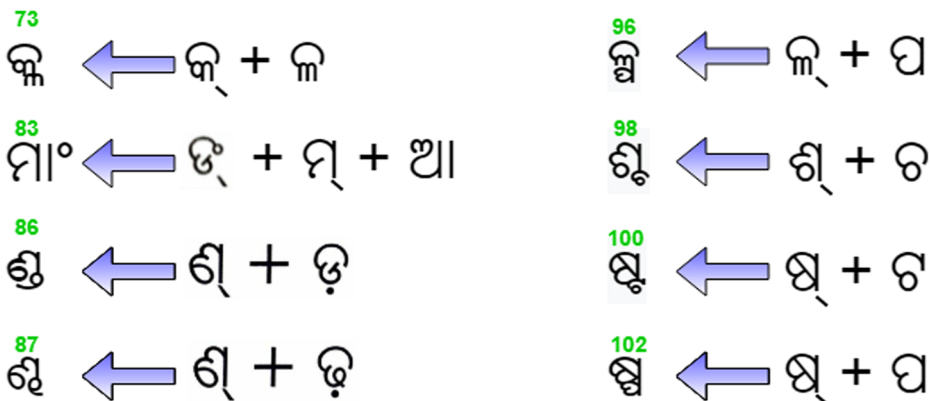 73
କ୍ଳ କ୍ + ଳ
83
ମାଂ ଙ୍ + ମ୍ + ଆ
86
ଣ୍ଡ ଣ୍ + ଡ଼
87
ଣ୍ଢ ଣ୍ + ଢ଼
96
ଳ୍ପ ଳ୍ + ପ
98
ଶ୍ଚ ଶ୍ + ଚ
100
ଷ୍ଟ ଷ୍ + ଟ
102
ଷ୍ପ ଷ୍ + ପ